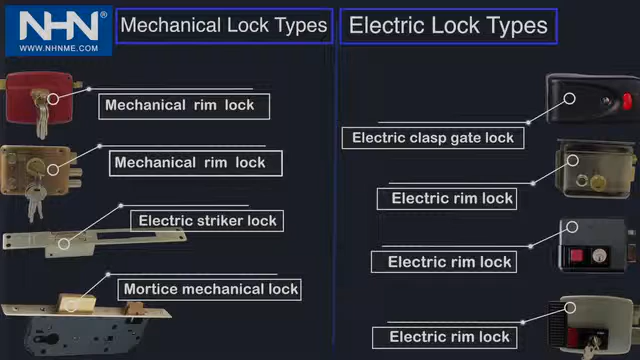 NHN®
WWW.NHNME.COM
Mechanical Lock Types
Electric Lock Types
Mechanical rim lock
Mechanical rim lock
Electric striker lock
Mortice mechanical lock
Electric clasp gate lock
Electric rim lock
Electric rim lock
Electric rim lock